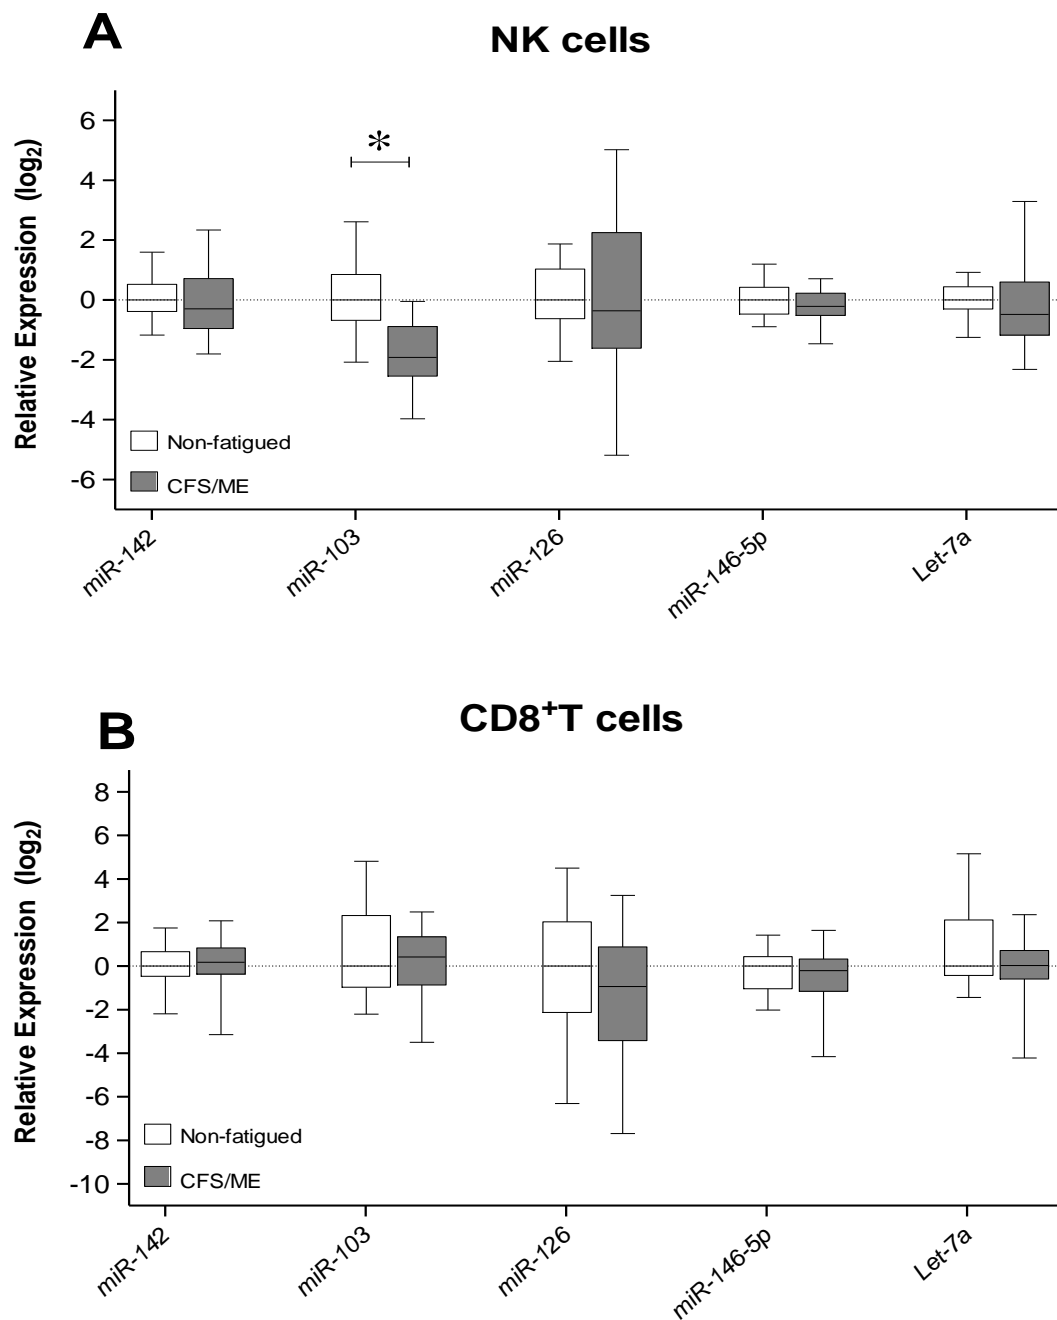 A
NK cells
Relative Expression (log₂)
6
4
2
0
-2
-4
-6
*
Non-fatigued
CFS/ME
miR-142
miR-103
miR-126
miR-146-5p
Let-7a
B
CD8⁺T cells
Relative Expression (log₂)
8
6
4
2
0
-2
-4
-6
-8
-10
Non-fatigued
CFS/ME
miR-142
miR-103
miR-126
miR-146-5p
Let-7a